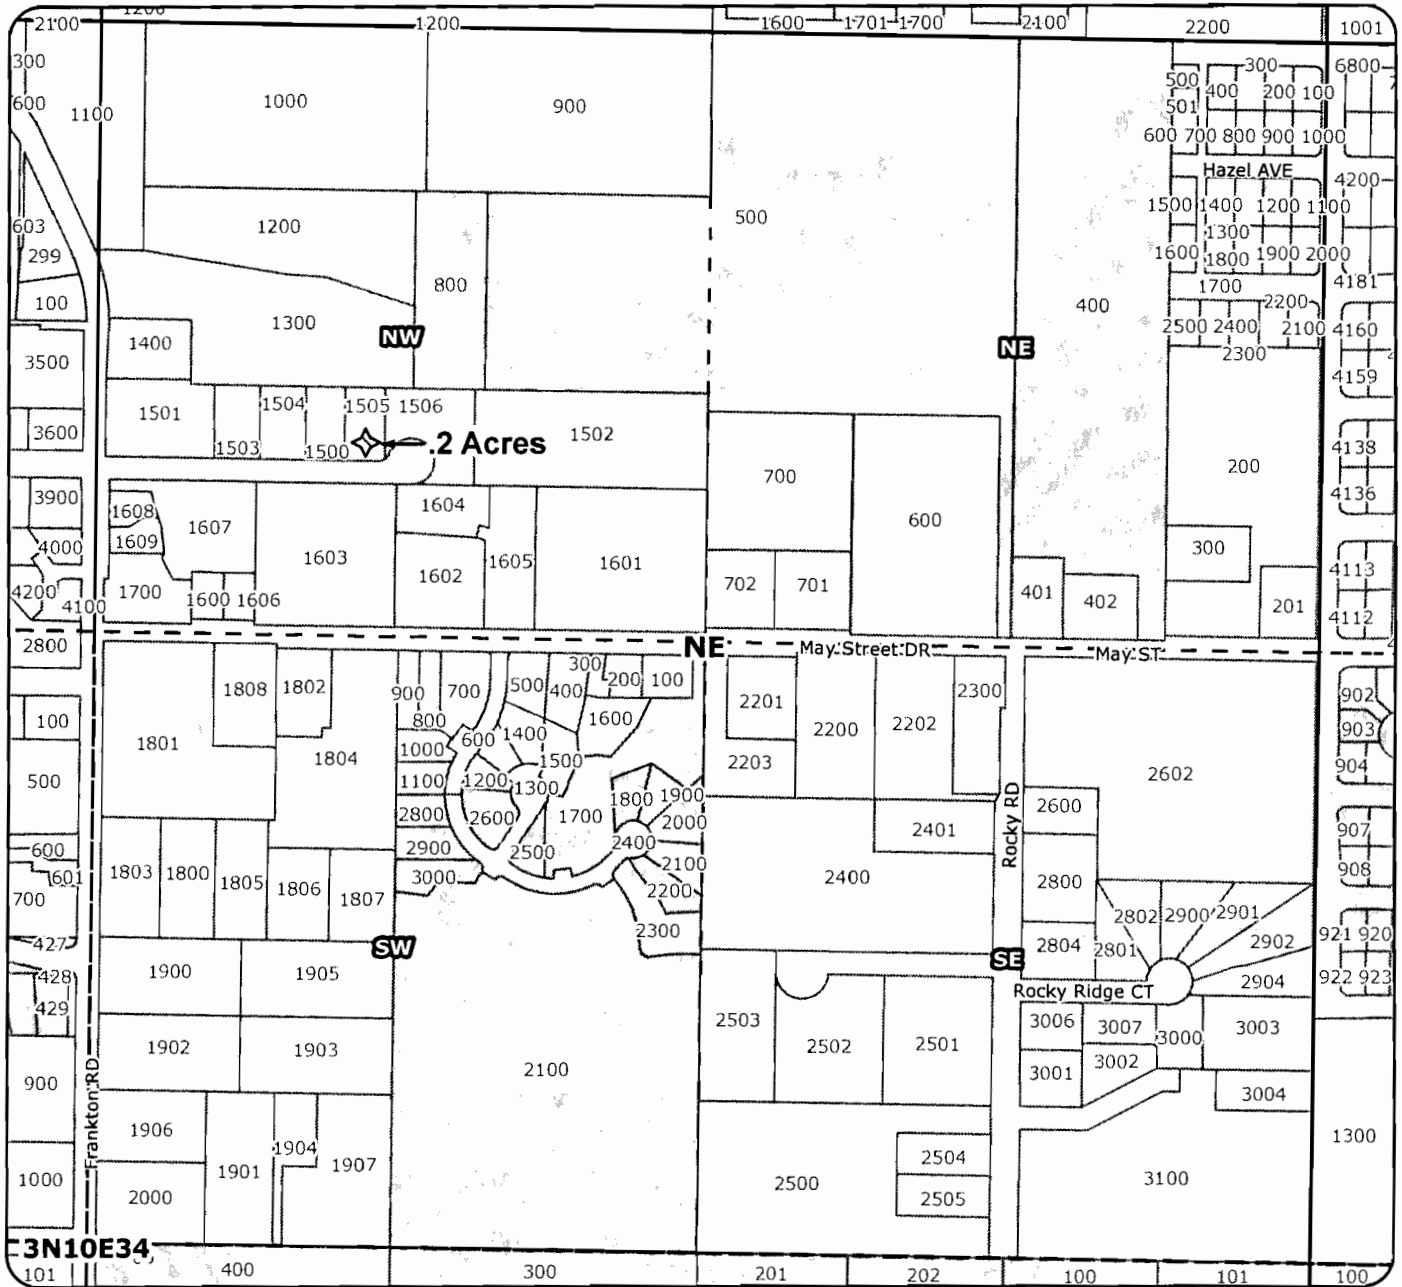 2100 1200 1200 1600 1701 1700 2100 2200 1001
300 1000 900 300 6800
600 1100 500 400 200 100
501
600 700 800 900 1000
Hazel AVE
4200
1500 1400 1200 1100
603 1200 500 1300
299 1600 1800 1900 2000
800 1700 4181
100 400 2200
1300 NW NE 2500 2400 2100 4160
3500 1400 2300
4159
1501 1504 1505 1506
3600 1503 1500 .2 Acres 1502 4138
700 200
3900 1608 1607 1604 4136
600
4000 1609 1603 1605 1601 300
1602 4113
4200 4100 1700 1600 1606 702 701 401 402 201 4112
2800 NE May Street DR May ST
1808 1802 900 700 500 300 400 200 100 2201 2300 902
100 800 1600 2200 2202
1801 1804 600 1400 903
1000 1500 2203 2602 904
500 1100 1200 1300 1800 1900 2600
2800 2600 1700 2000 2401 Rocky RD 907
600 2900 2500 2400 2100 908
601 1803 1800 1805 1806 1807 3000 2200 2400 2800
700 2300 2802 2900 2901
427 SW SE 2804 2801 2902 921 920
428 1900 1905 2904 922 923
429 Rocky Ridge CT
2503 2502 2501 3006 3007 3000 3003
1902 1903
900 2100 3001 3002
3004
Frankton RD
1906 1904 1300
1901 1907 2504
1000 2000 2500 2505 3100
3N10E34
101 400 300 201 202 100 101 100